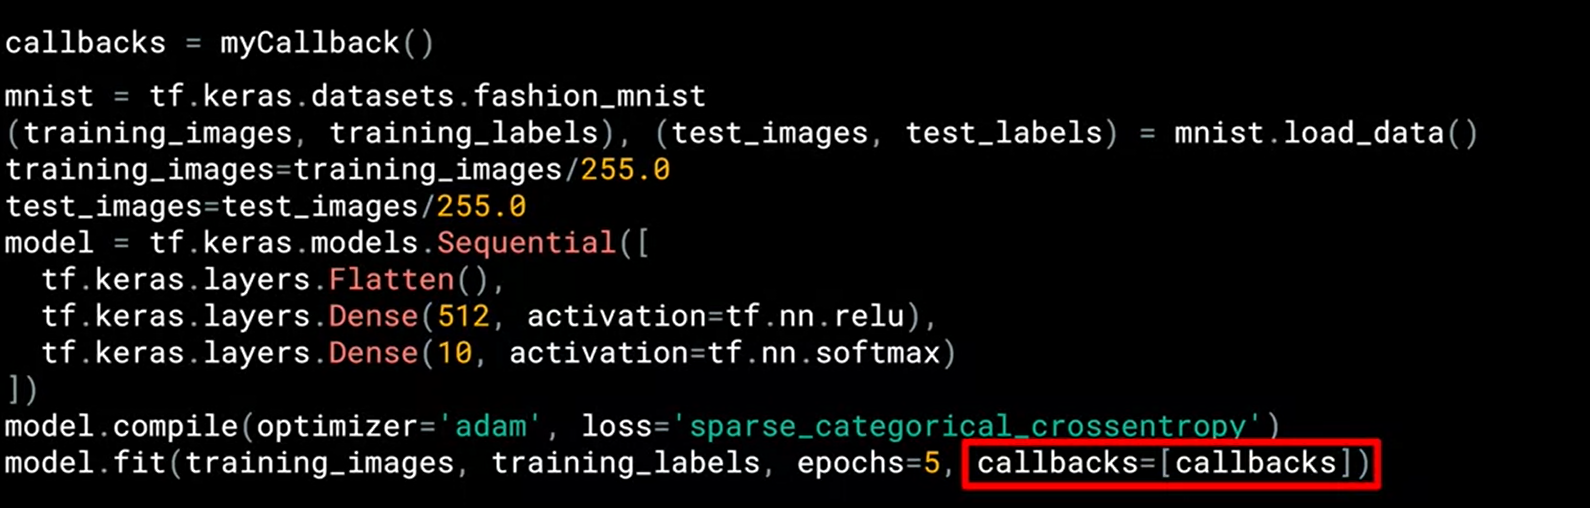 callbacks = myCallback()
mnist = tf.keras.datasets.fashion_mnist
(training_images, training_labels), (test_images, test_labels) = mnist.load_data()
training_images=training_images/255.0
test_images=test_images/255.0
model = tf.keras.models.Sequential([
  tf.keras.layers.Flatten(),
  tf.keras.layers.Dense(512, activation=tf.nn.relu),
  tf.keras.layers.Dense(10, activation=tf.nn.softmax)
])
model.compile(optimizer='adam', loss='sparse_categorical_crossentropy')
model.fit(training_images, training_labels, epochs=5, callbacks=[callbacks])